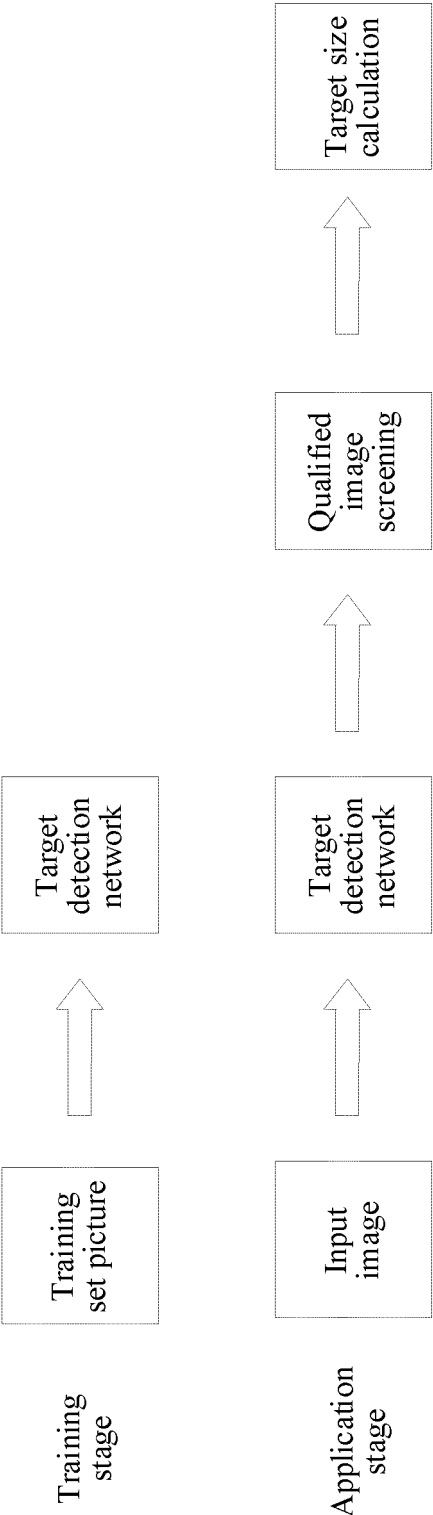 Training
stage
Training
set picture
Target
detection
network
Application
stage
Input
image
Target
detection
network
Qualified
image
screening
Target size
calculation